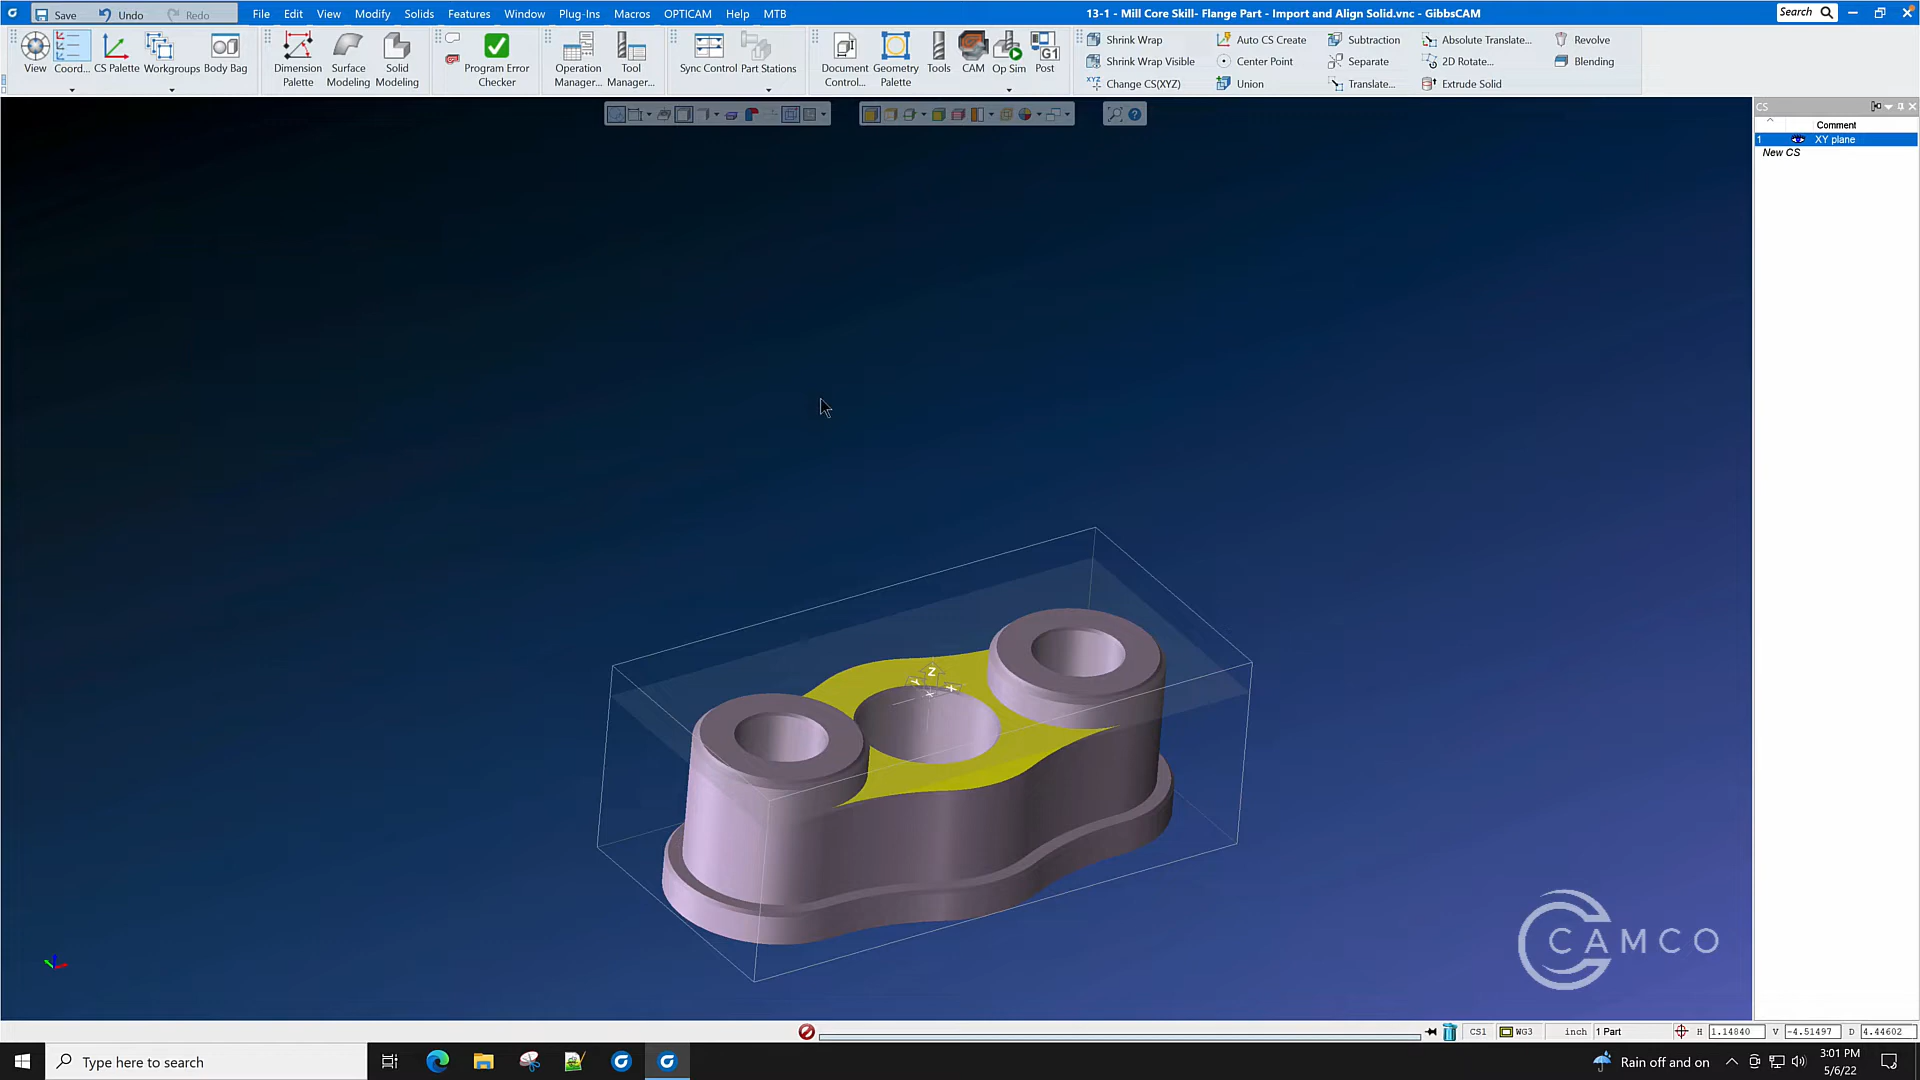 Save Undo Redo File Edit View Modify Solids Features Window Plug-Ins Macros OPTICAM Help MTB 13-1 - Mill Core Skill- Flange Part - Import and Align Solid.vnc - GibbsCAM Search
View Coord... CS Palette Workgroups Body Bag
Dimension Palette Surface Modeling Solid Modeling
Program Error Checker
Operation Manager... Tool Manager...
Sync Control Part Stations
Document Control... Geometry Palette Tools CAM Op Sim Post
G1
Shrink Wrap Auto CS Create Subtraction Absolute Translate... Revolve
Shrink Wrap Visible Center Point Separate 2D Rotate... Blending
XYZ Change CS(XYZ) Union Translate... Extrude Solid
CS
Comment
1 XY plane
New CS
Z
Y X
CAMCO
CS1 WG3 inch 1 Part H 1.14840 V -4.51497 D 4.44602
Type here to search
Rain off and on
3:01 PM
5/6/22